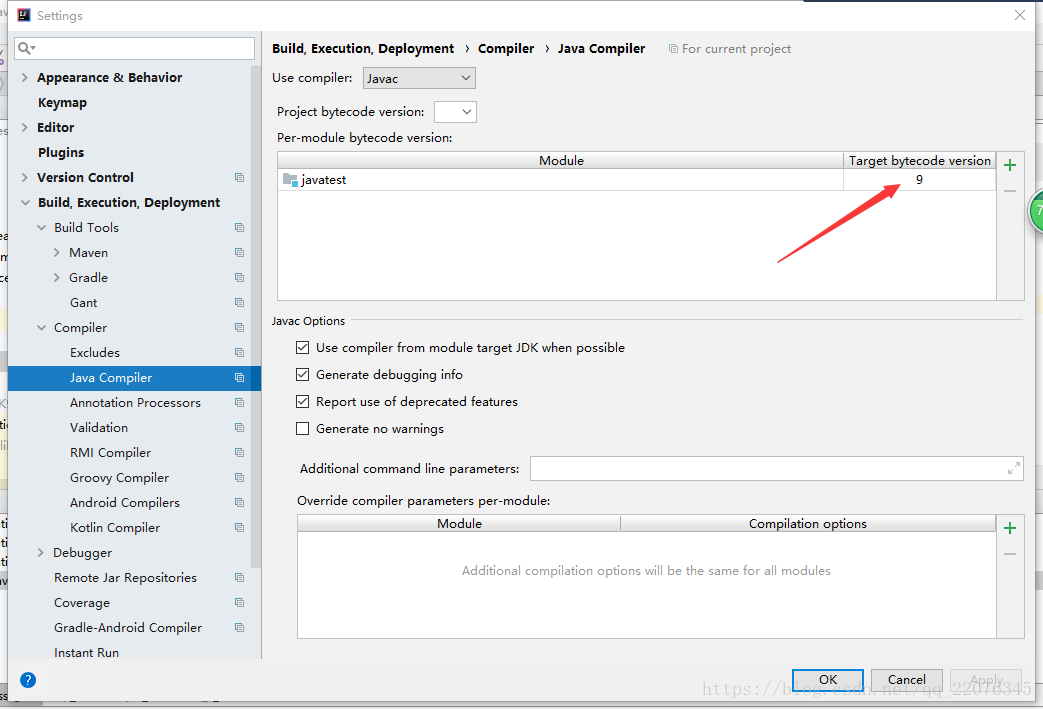 Settings
Build, Execution, Deployment › Compiler › Java Compiler For current project
Appearance & Behavior
Keymap
Editor
Plugins
Version Control
Build, Execution, Deployment
Build Tools
Maven
Gradle
Gant
Compiler
Excludes
Java Compiler
Annotation Processors
Validation
RMI Compiler
Groovy Compiler
Android Compilers
Kotlin Compiler
Debugger
Remote Jar Repositories
Coverage
Gradle-Android Compiler
Instant Run
Use compiler: Javac
Project bytecode version:
Per-module bytecode version:
Module Target bytecode version
javatest 9
Javac Options
Use compiler from module target JDK when possible
Generate debugging info
Report use of deprecated features
Generate no warnings
Additional command line parameters:
Override compiler parameters per-module:
Module Compilation options
Additional compilation options will be the same for all modules
?
OK Cancel Apply
https://blog.csdn.net/qq_22076345
7